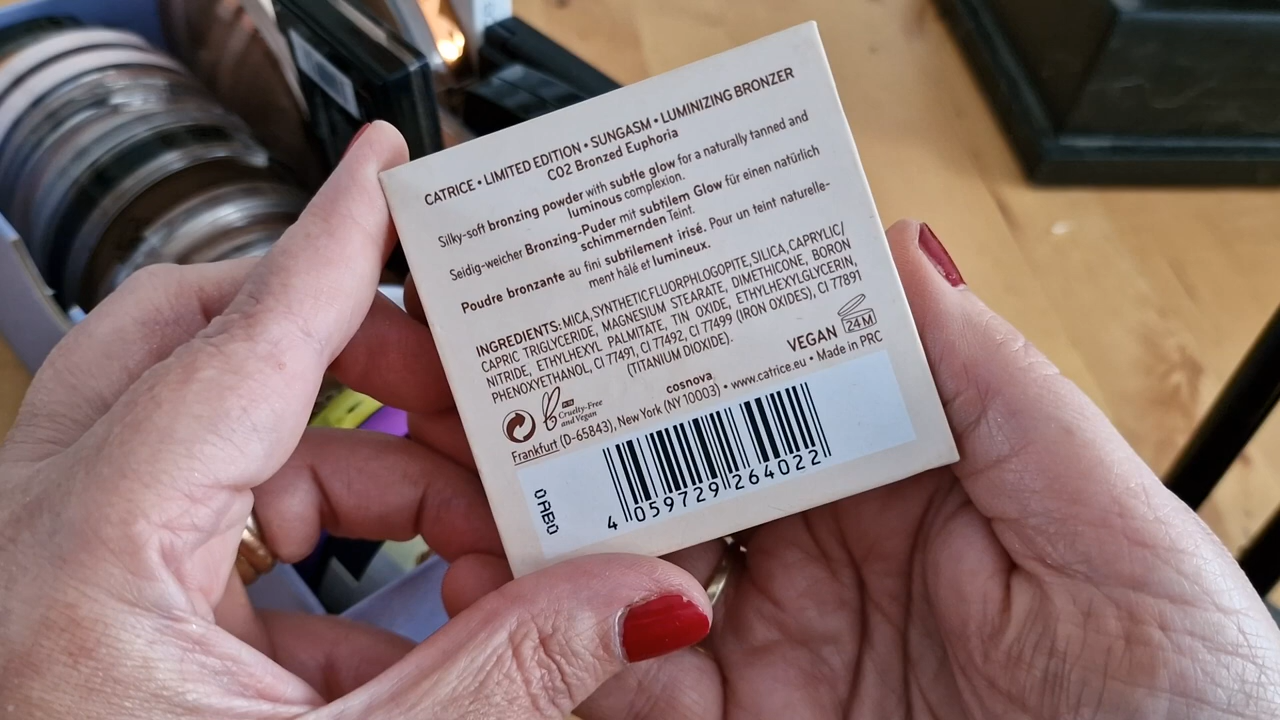 CATRICE • LIMITED EDITION • SUNGASM • LUMINIZING BRONZER
C02 Bronzed Euphoria
Silky-soft bronzing powder with subtle glow for a naturally tanned and
luminous complexion.
Seidig-weicher Bronzing-Puder mit subtilem Glow für einen natürlich
schimmernden Teint.
Poudre bronzante au fini subtilement irisé. Pour un teint naturelle-
ment hâlé et lumineux.
INGREDIENTS: MICA, SYNTHETIC FLUORPHLOGOPITE, SILICA, CAPRYLIC/
CAPRIC TRIGLYCERIDE, MAGNESIUM STEARATE, DIMETHICONE, BORON
NITRIDE, ETHYLHEXYL PALMITATE, TIN OXIDE, ETHYLHEXYLGLYCERIN,
PHENOXYETHANOL, CI 77491, CI 77492, CI 77499 (IRON OXIDES), CI 77891
(TITANIUM DIOXIDE).
VEGAN 24M
Cruelty-Free
and Vegan
cosnova
Frankfurt (D-65843), New York (NY 10003) • www.catrice.eu • Made in PRC
0AB0
4 059729 264022